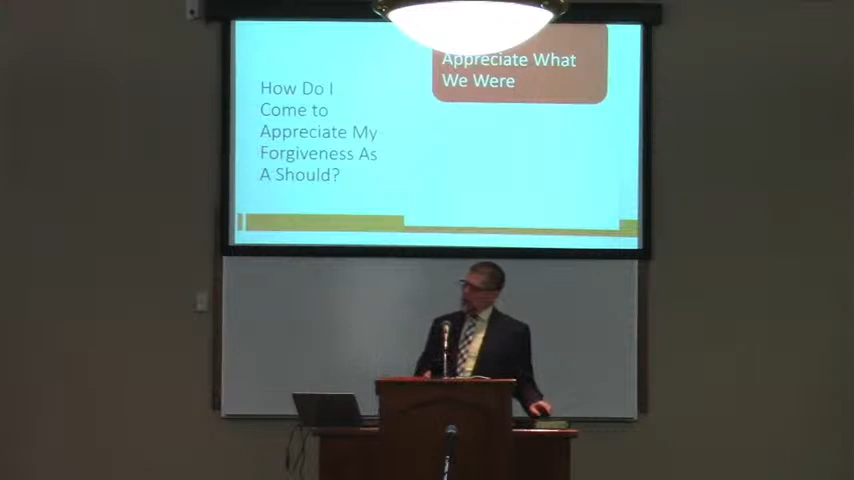 How Do I
Come to
Appreciate My
Forgiveness As
A Should?
Appreciate What
We Were